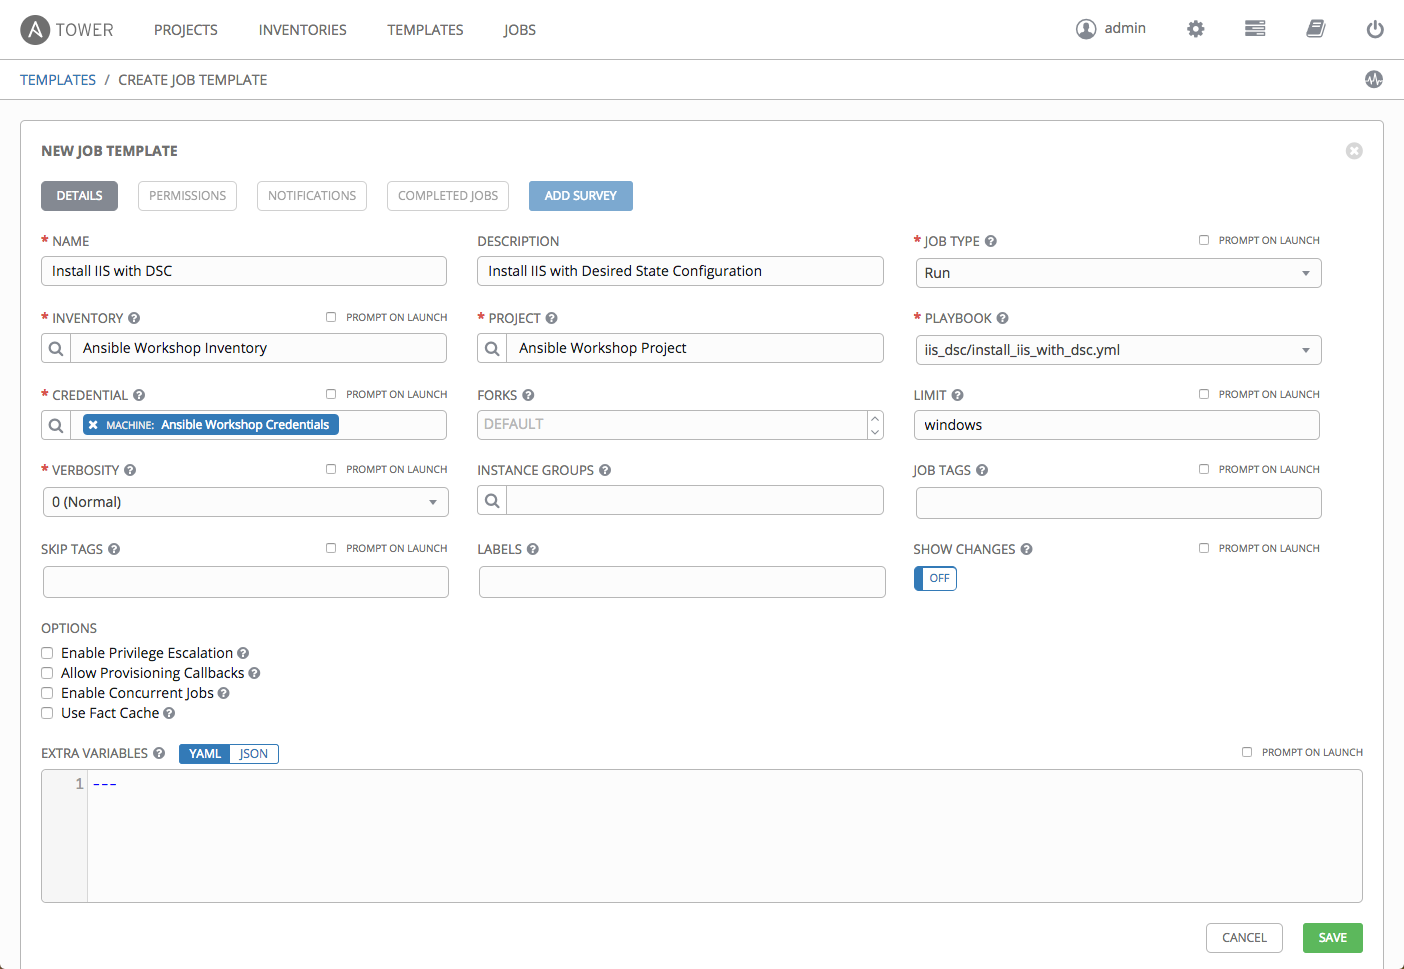 A TOWER PROJECTS INVENTORIES TEMPLATES JOBS admin
TEMPLATES / CREATE JOB TEMPLATE
NEW JOB TEMPLATE
DETAILS PERMISSIONS NOTIFICATIONS COMPLETED JOBS ADD SURVEY
* NAME DESCRIPTION * JOB TYPE ? PROMPT ON LAUNCH
Install IIS with DSC Install IIS with Desired State Configuration Run
* INVENTORY ? PROMPT ON LAUNCH * PROJECT ? * PLAYBOOK ?
Ansible Workshop Inventory Ansible Workshop Project iis_dsc/install_iis_with_dsc.yml
* CREDENTIAL ? PROMPT ON LAUNCH FORKS ? LIMIT ? PROMPT ON LAUNCH
MACHINE: Ansible Workshop Credentials DEFAULT windows
* VERBOSITY ? PROMPT ON LAUNCH INSTANCE GROUPS ? JOB TAGS ? PROMPT ON LAUNCH
0 (Normal)
SKIP TAGS ? PROMPT ON LAUNCH LABELS ? SHOW CHANGES ? PROMPT ON LAUNCH
OFF
OPTIONS
Enable Privilege Escalation ?
Allow Provisioning Callbacks ?
Enable Concurrent Jobs ?
Use Fact Cache ?
EXTRA VARIABLES ? YAML JSON PROMPT ON LAUNCH
1 ---
CANCEL SAVE